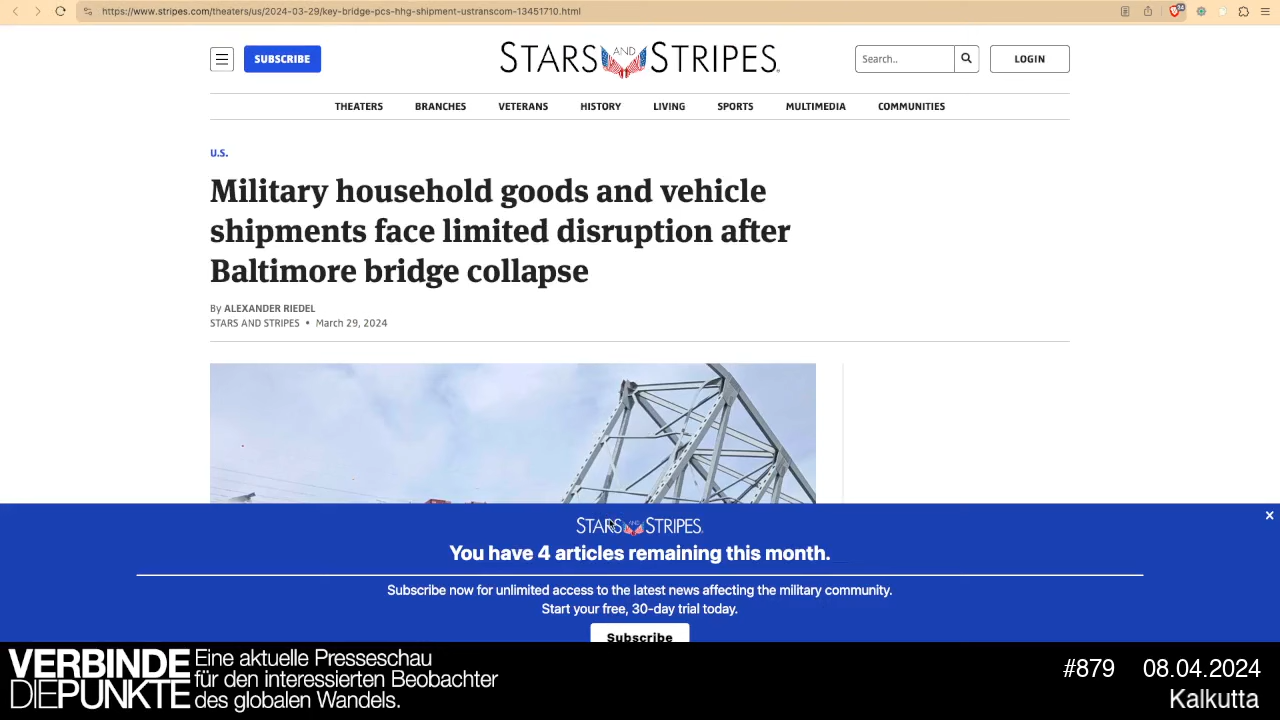 https://www.stripes.com/theaters/us/2024-03-29/key-bridge-pcs-hhg-shipment-ustranscom-13451710.html
SUBSCRIBE
STARS AND STRIPES
Search..
LOGIN
THEATERS BRANCHES VETERANS HISTORY LIVING SPORTS MULTIMEDIA COMMUNITIES
U.S.
Military household goods and vehicle
shipments face limited disruption after
Baltimore bridge collapse
By ALEXANDER RIEDEL
STARS AND STRIPES • March 29, 2024
STARS AND STRIPES
You have 4 articles remaining this month.
Subscribe now for unlimited access to the latest news affecting the military community.
Start your free, 30-day trial today.
Subscribe
VERBINDE
DIEPUNKTE
Eine aktuelle Presseschau
für den interessierten Beobachter
des globalen Wandels.
#879 08.04.2024
Kalkutta